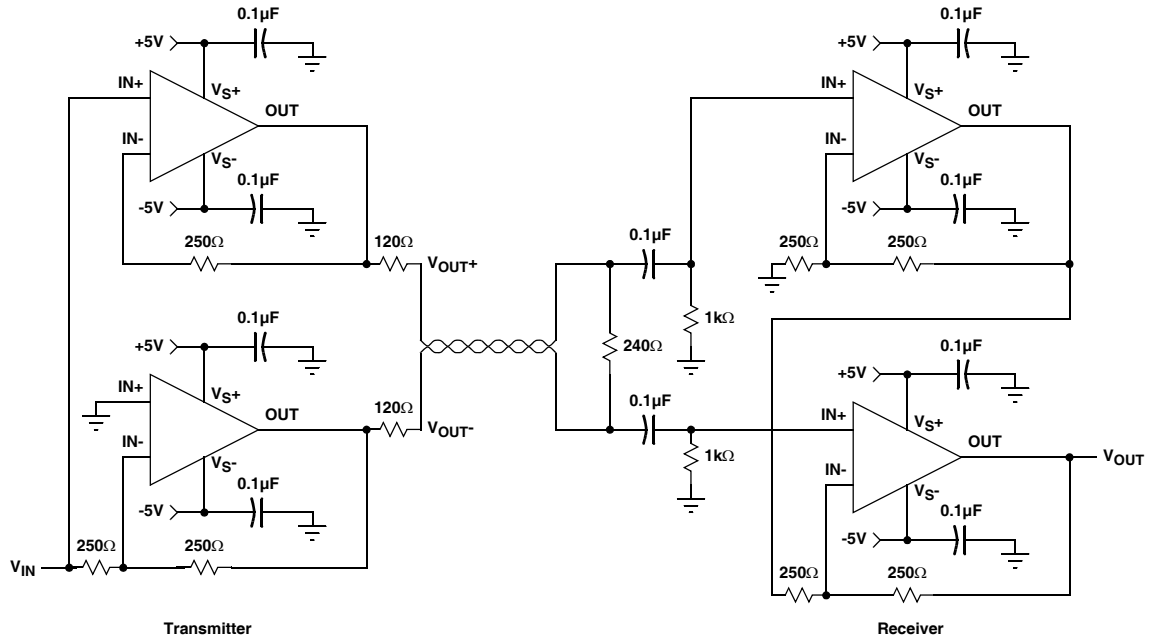 0.1µF
+5V
IN+
VS+
OUT
IN-
VS-
0.1µF
-5V
250Ω
120Ω
VOUT+
0.1µF
+5V
IN+
VS+
OUT
120Ω
VOUT-
IN-
VS-
0.1µF
-5V
250Ω
250Ω
VIN
Transmitter
0.1µF
1kΩ
240Ω
0.1µF
1kΩ
0.1µF
+5V
IN+
VS+
OUT
IN-
VS-
0.1µF
-5V
250Ω
250Ω
0.1µF
+5V
IN+
VS+
OUT
VOUT
IN-
VS-
0.1µF
-5V
250Ω
250Ω
Receiver